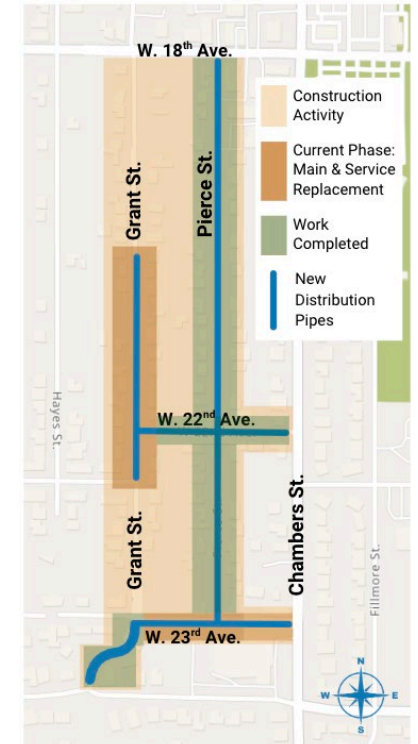 W. 18th Ave.
Construction
Activity
Current Phase:
Main & Service
Replacement
Work
Completed
New
Distribution
Pipes
Grant St.
Pierce St.
Hayes St.
W. 22nd Ave.
Grant St.
Chambers St.
Fillmore St.
W. 23rd Ave.
N
W
E
S